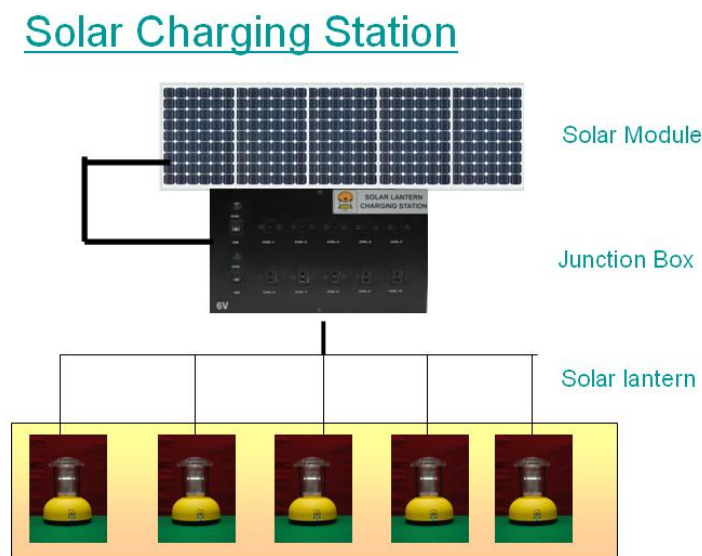 Solar Charging Station
Solar Module
SOLAR LANTERN
CHARGING STATION
Junction Box
6V
Solar lantern